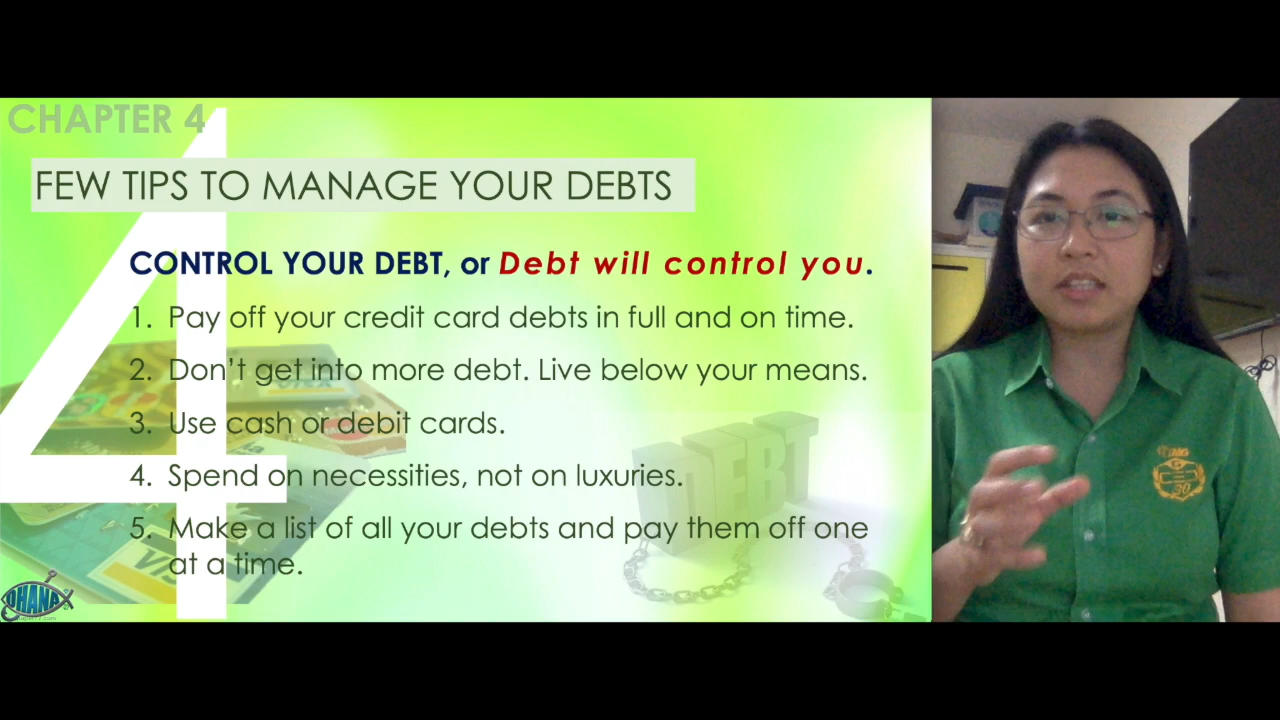 CHAPTER 4
4
FEW TIPS TO MANAGE YOUR DEBTS
CONTROL YOUR DEBT, or Debt will control you.
1. Pay off your credit card debts in full and on time.
2. Don't get into more debt. Live below your means.
3. Use cash or debit cards.
4. Spend on necessities, not on luxuries.
5. Make a list of all your debts and pay them off one
at a time.
DEBT
VISA
OHANA
30